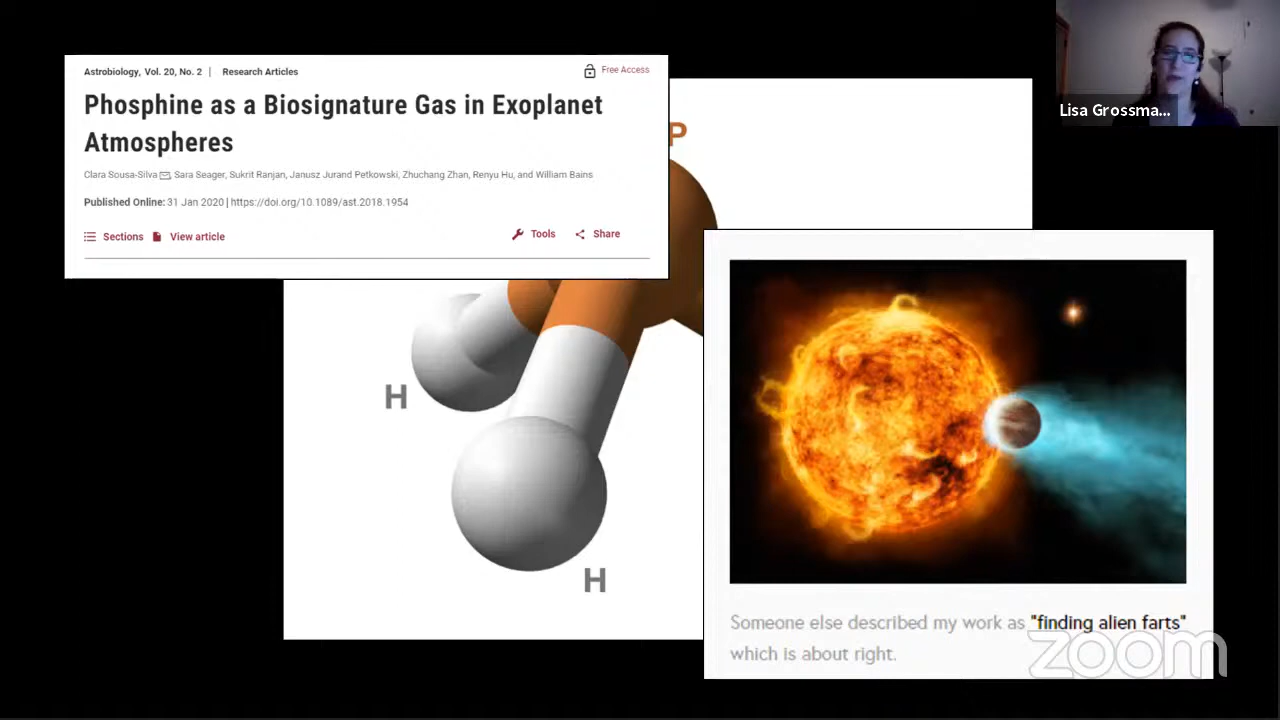 Astrobiology, Vol. 20, No. 2 | Research Articles
Free Access
Phosphine as a Biosignature Gas in Exoplanet
Atmospheres
Clara Sousa-Silva, Sara Seager, Sukrit Ranjan, Janusz Jurand Petkowski, Zhuchang Zhan, Renyu Hu, and William Bains
Published Online: 31 Jan 2020 | https://doi.org/10.1089/ast.2018.1954
Sections View article Tools Share
P
H
H
Someone else described my work as "finding alien farts"
which is about right.
Lisa Grossma...
zoom